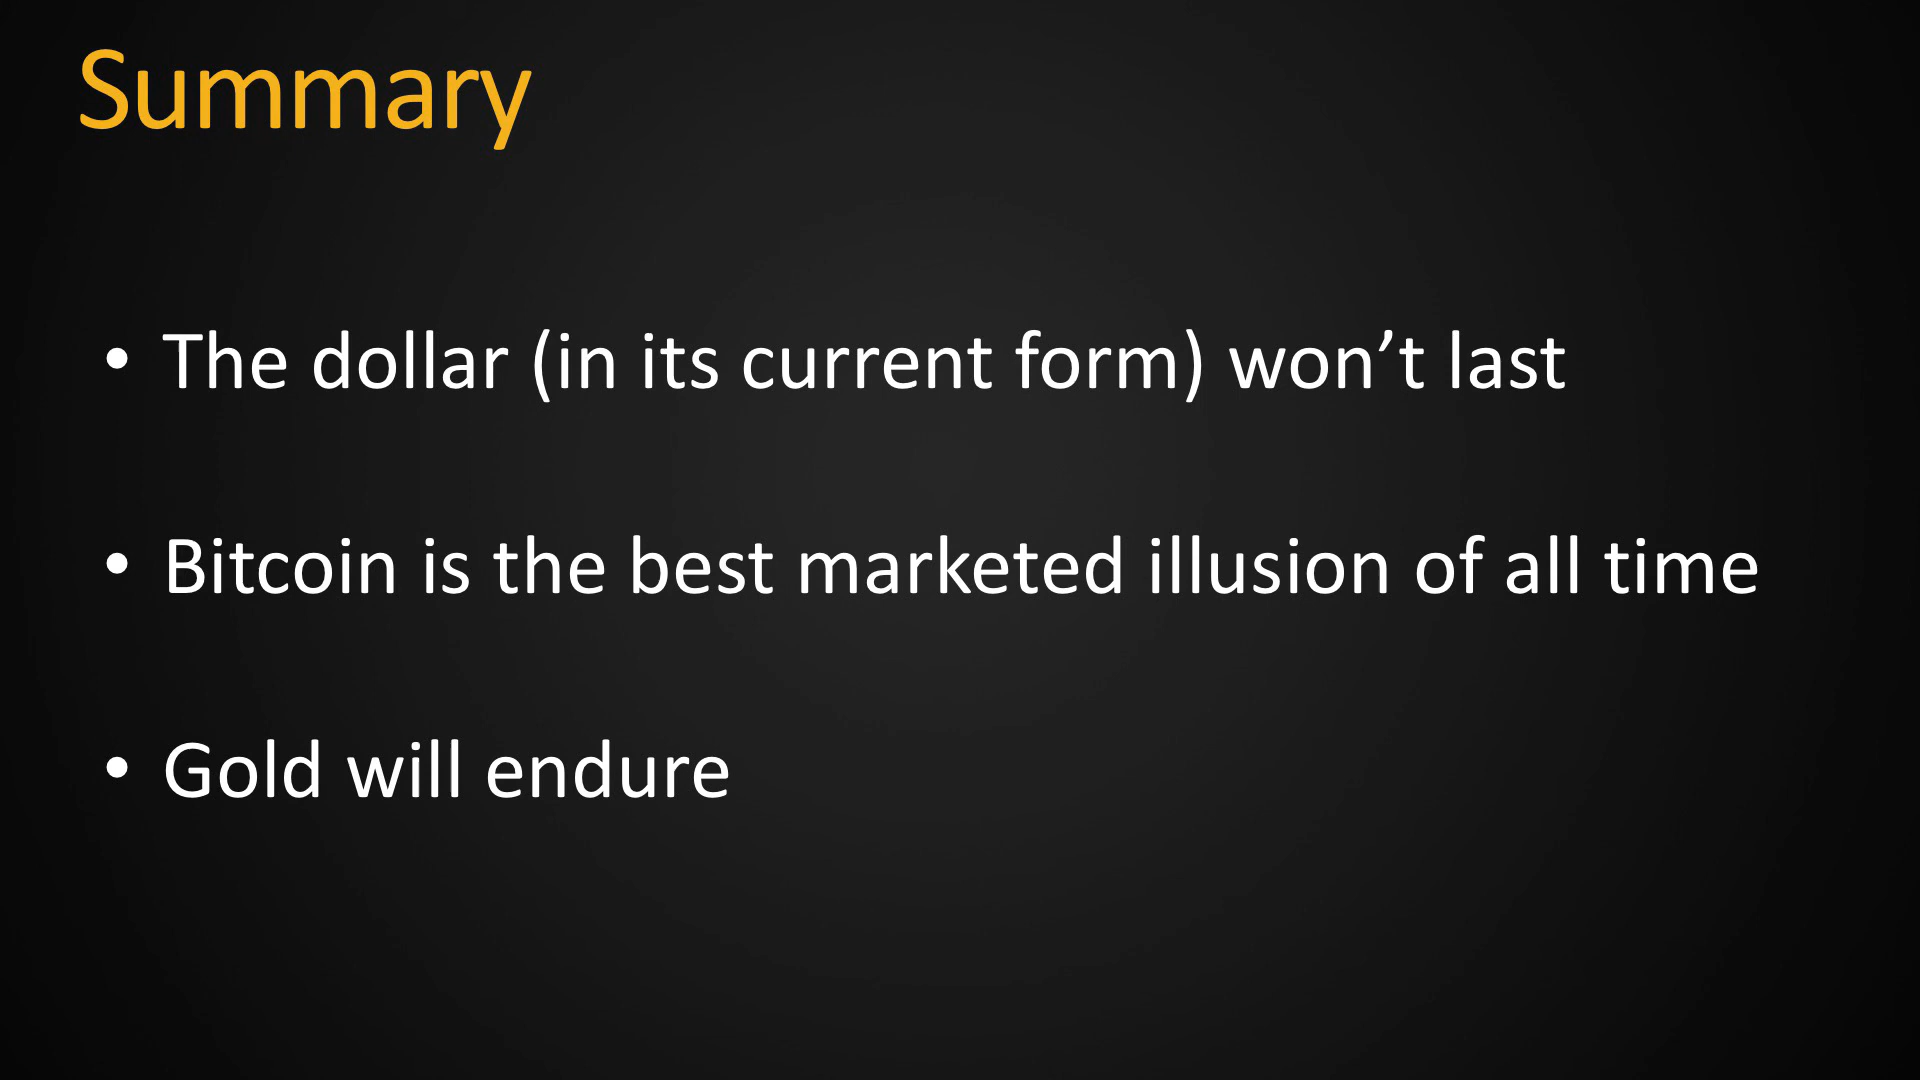 Summary
• The dollar (in its current form) won’t last
• Bitcoin is the best marketed illusion of all time
• Gold will endure